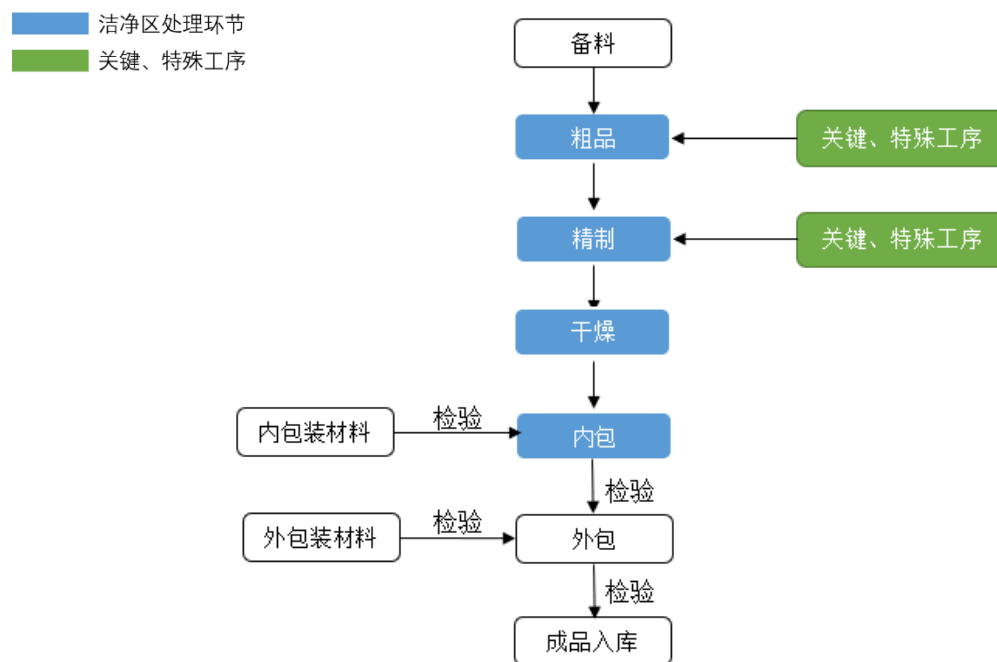 洁净区处理环节
关键、特殊工序
备料
粗品
关键、特殊工序
精制
关键、特殊工序
干燥
内包装材料
检验
内包
检验
外包装材料
检验
外包
检验
成品入库